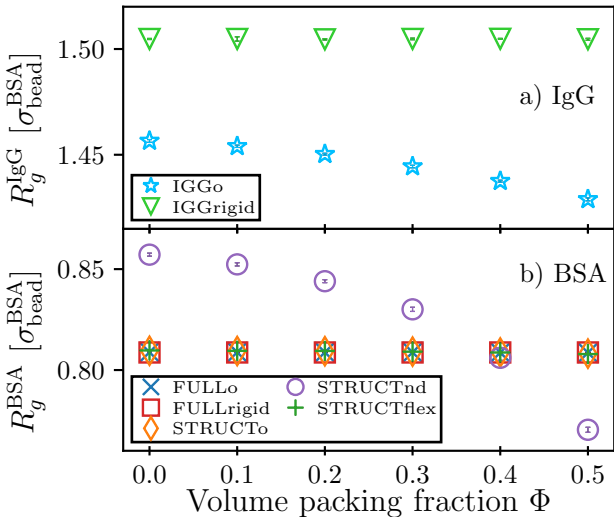 1.50
1.45
R_g^IgG [σ_bead^BSA]
a) IgG
IGGo
IGGrigid
0.85
0.80
R_g^BSA [σ_bead^BSA]
b) BSA
FULLo
FULLrigid
STRUCTo
STRUCTnd
STRUCTflex
0.0 0.1 0.2 0.3 0.4 0.5
Volume packing fraction Φ